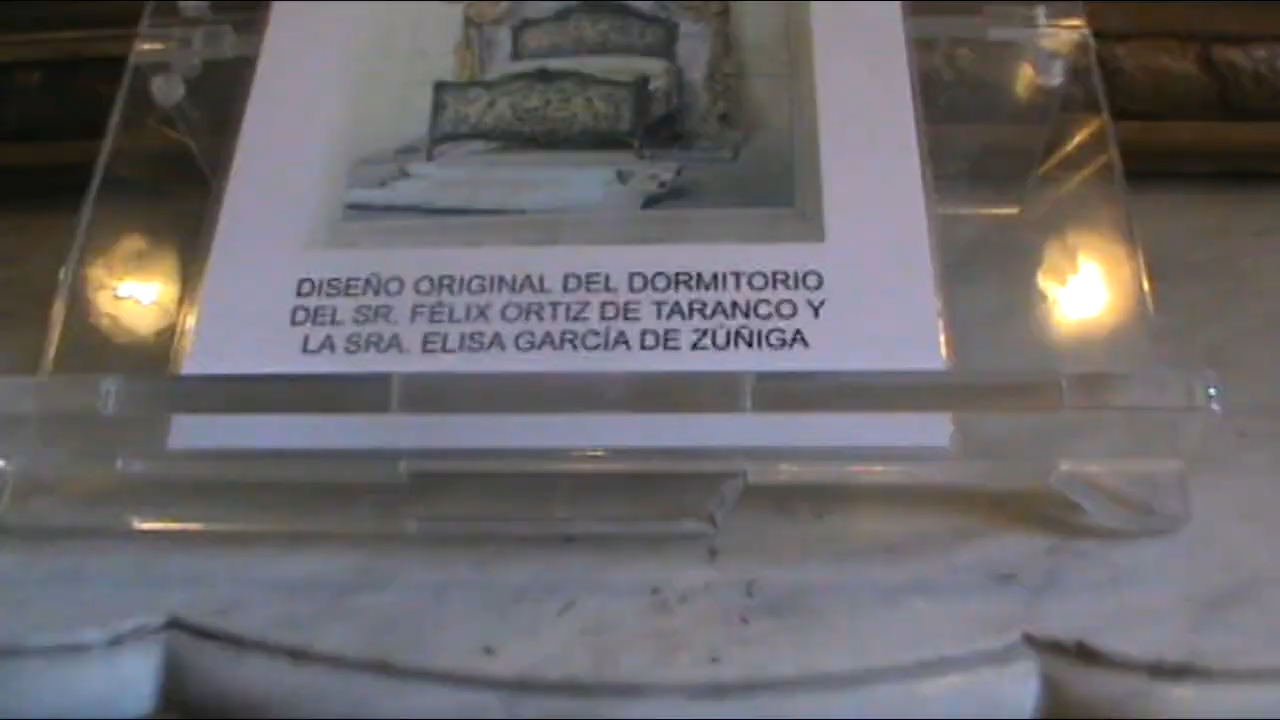 DISEÑO ORIGINAL DEL DORMITORIO
DEL SR. FÉLIX ORTIZ DE TARANCO Y
LA SRA. ELISA GARCÍA DE ZÚÑIGA